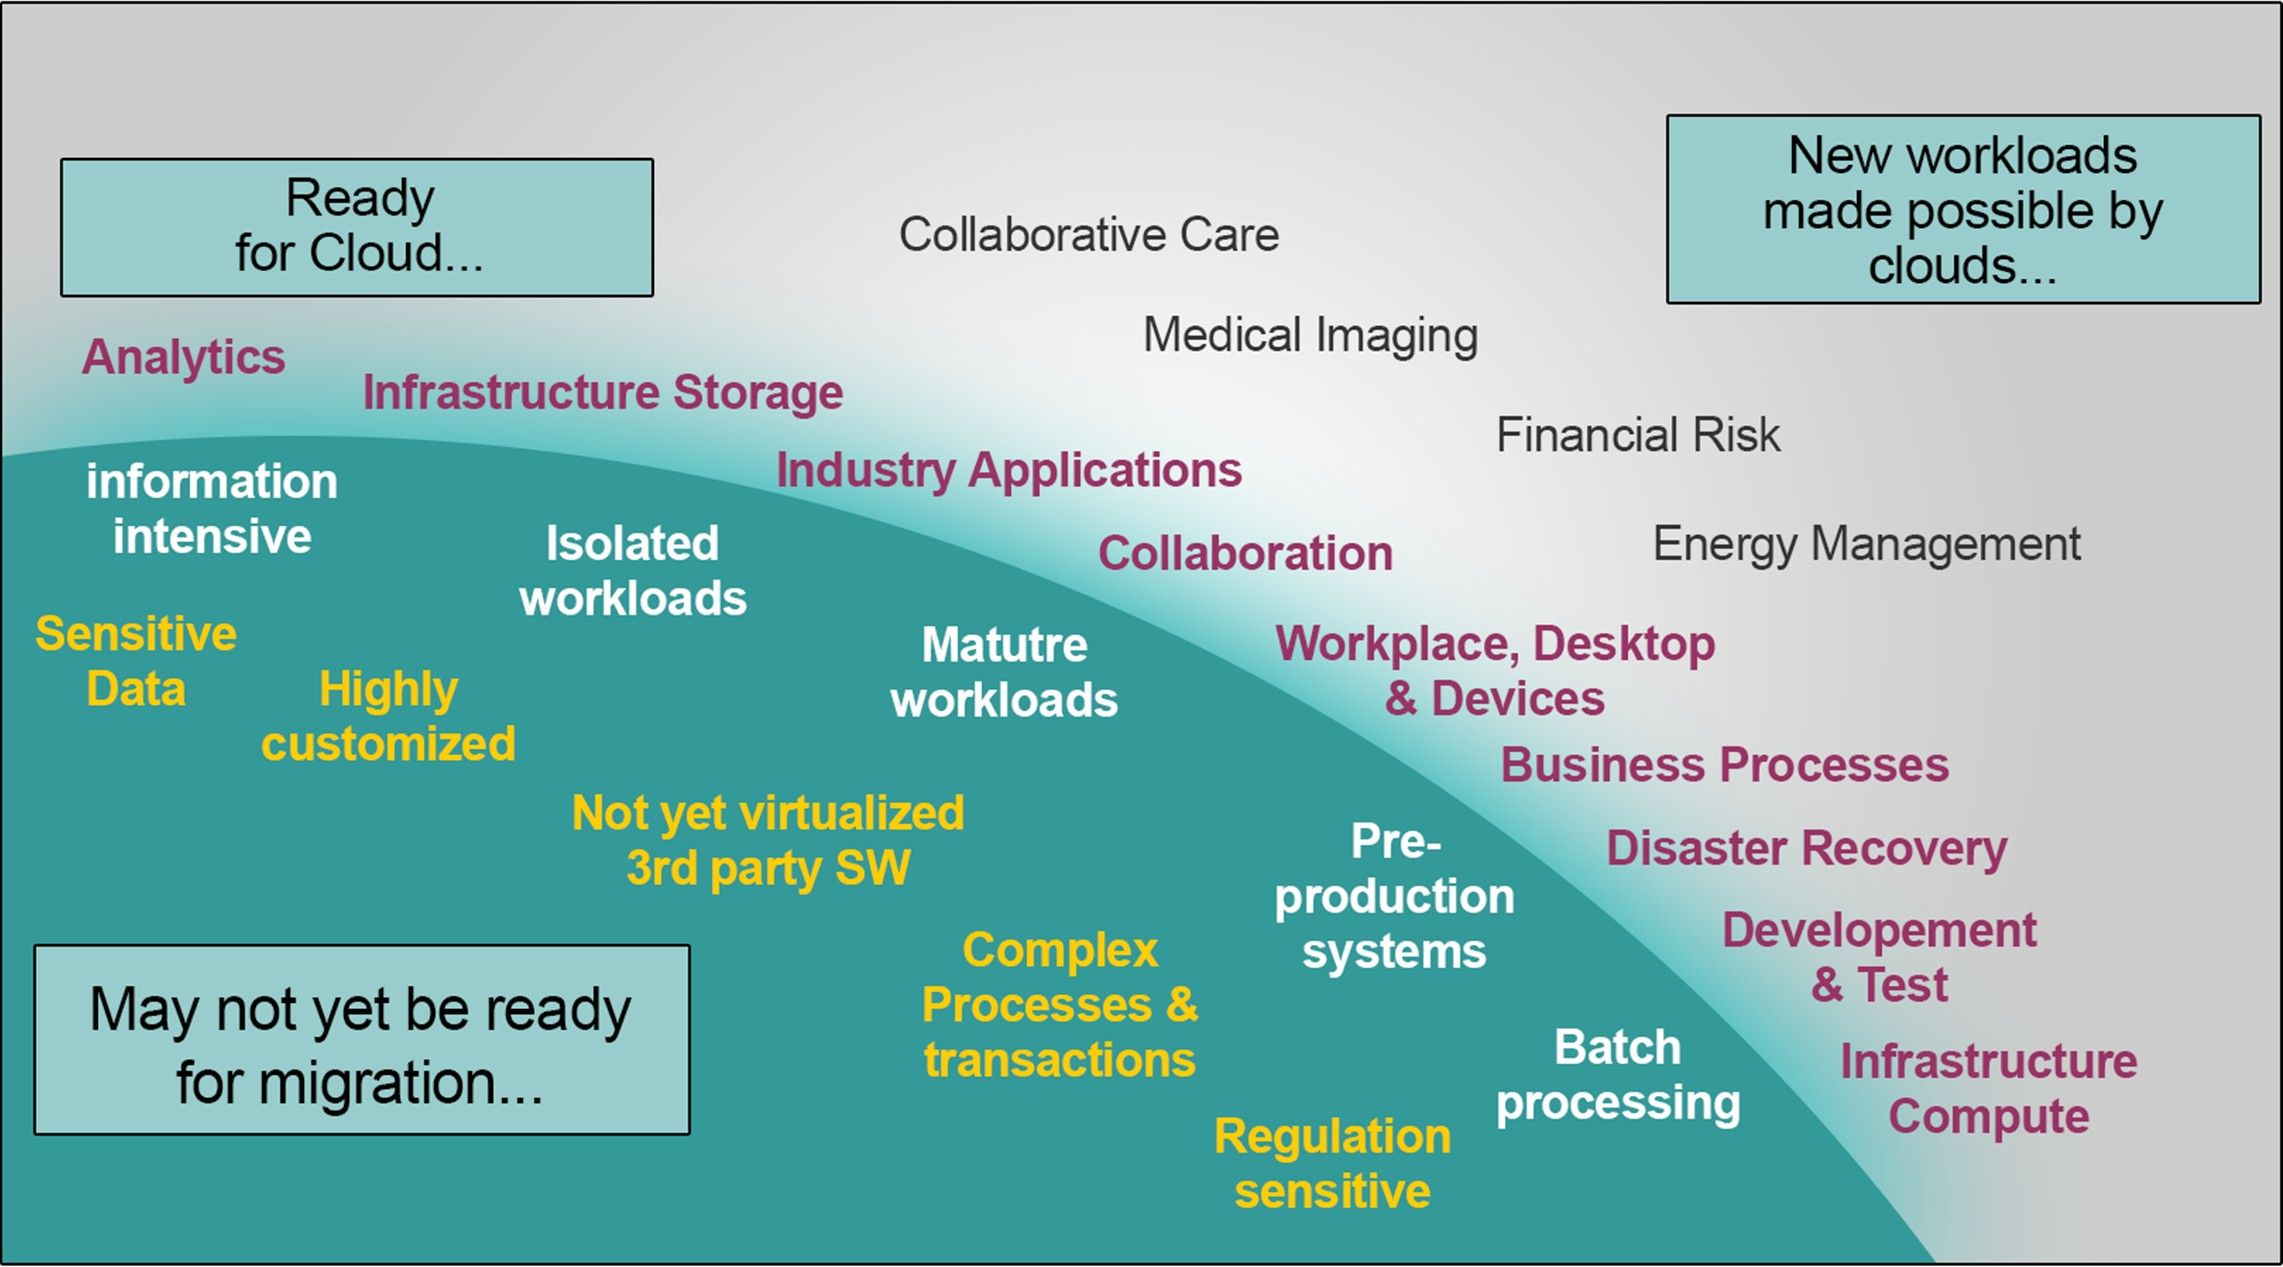 Ready
for Cloud...
New workloads
made possible by
clouds...
Collaborative Care
Medical Imaging
Financial Risk
Energy Management
Analytics
Infrastructure Storage
Industry Applications
Collaboration
Workplace, Desktop
& Devices
Business Processes
Disaster Recovery
Developement
& Test
Infrastructure
Compute
information
intensive
Isolated
workloads
Matutre
workloads
Pre-
production
systems
Batch
processing
Sensitive
Data
Highly
customized
Not yet virtualized
3rd party SW
Complex
Processes &
transactions
Regulation
sensitive
May not yet be ready
for migration...